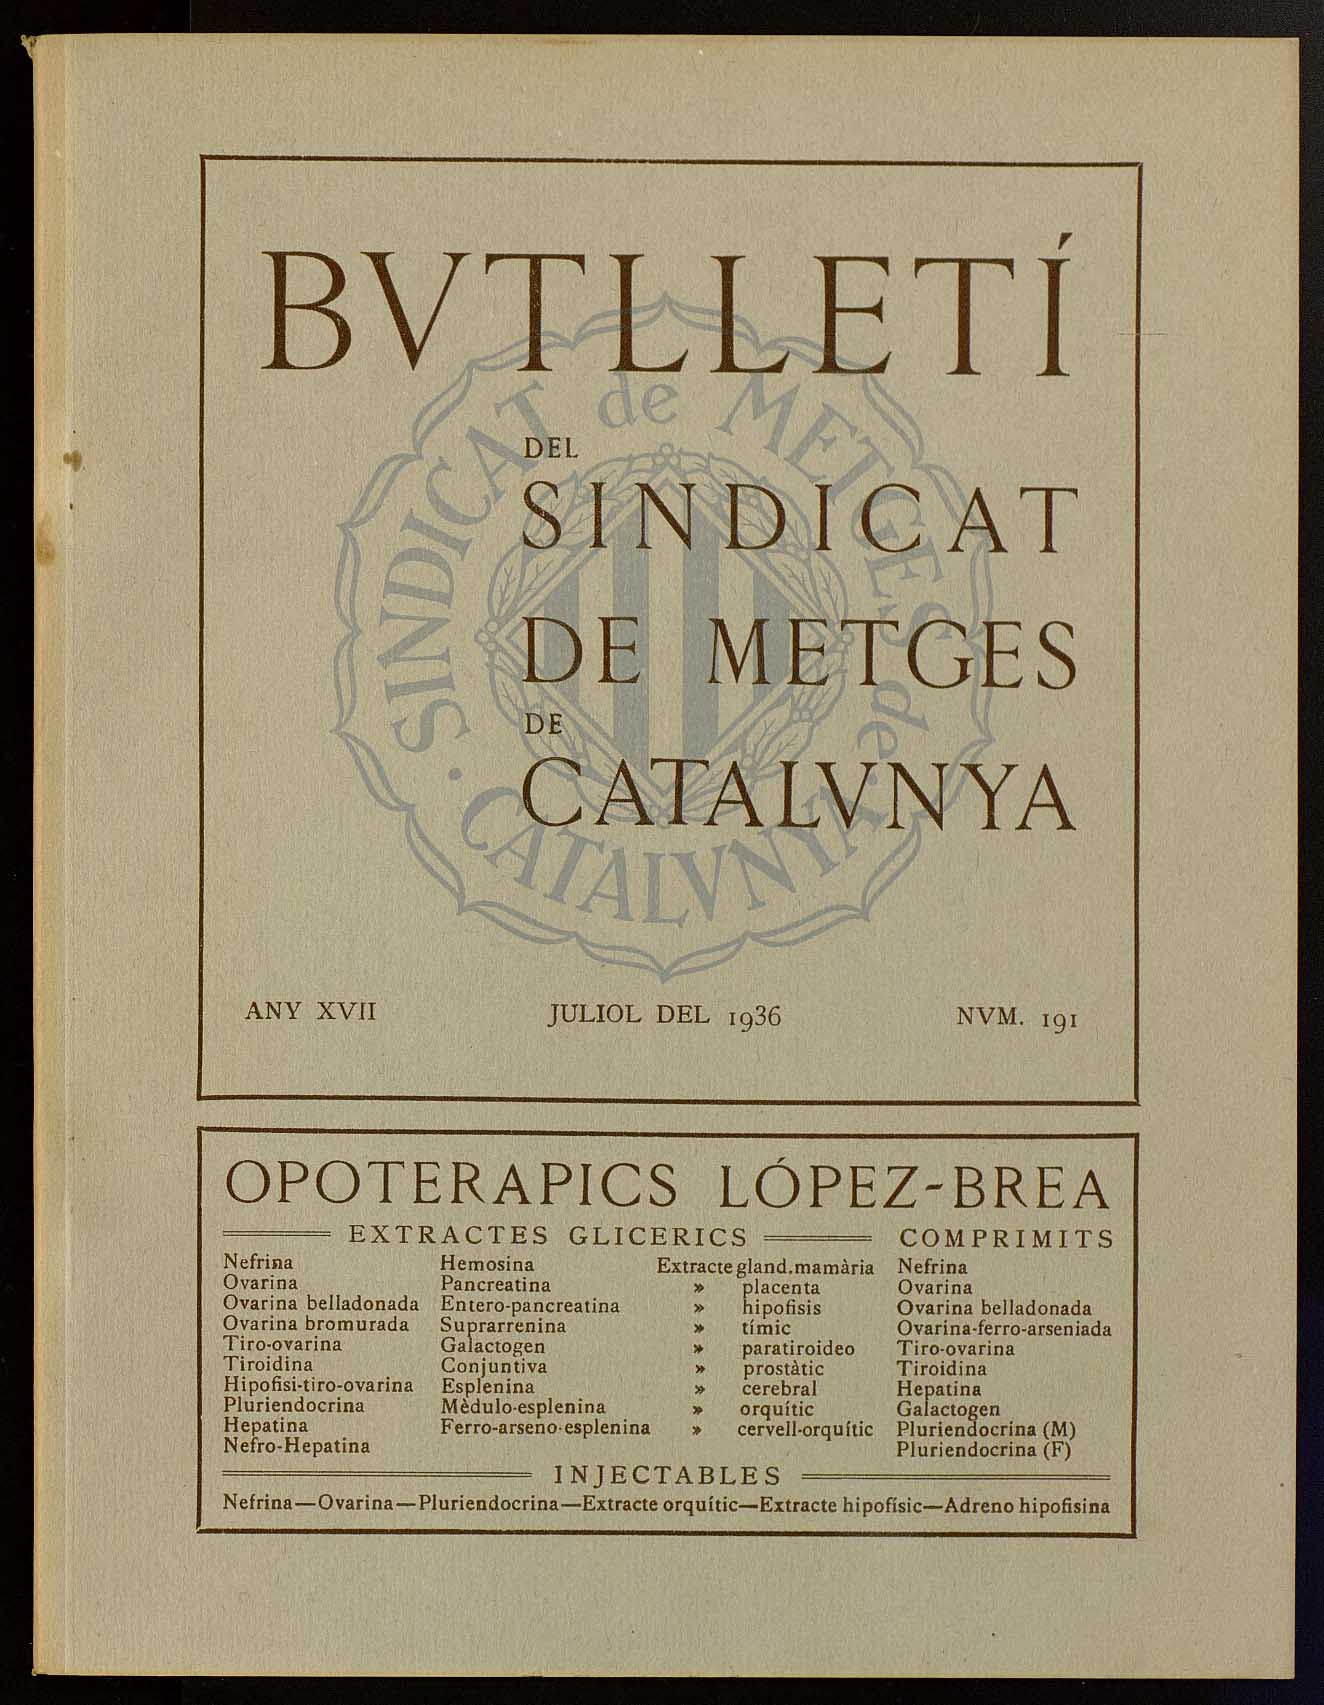 BVTLLETÍ
DEL
SINDICAT
DE METGES
DE
CATALVNYA
SINDICAT de METGES de CATALVNYA
ANY XVII JULIOL DEL 1936 NVM. 191
OPOTERAPICS LÓPEZ-BREA
EXTRACTES GLICERICS COMPRIMITS
Nefrina Hemosina Extracte gland.mamària Nefrina
Ovarina Pancreatina » placenta Ovarina
Ovarina belladonada Entero-pancreatina » hipofisis Ovarina belladonada
Ovarina bromurada Suprarrenina » tímic Ovarina-ferro-arseniada
Tiro-ovarina Galactogen » paratiroideo Tiro-ovarina
Tiroidina Conjuntiva » prostàtic Tiroidina
Hipofisi-tiro-ovarina Esplenina » cerebral Hepatina
Pluriendocrina Mèdulo-esplenina » orquític Galactogen
Hepatina Ferro-arseno-esplenina » cervell-orquític Pluriendocrina (M)
Nefro-Hepatina Pluriendocrina (F)
INJECTABLES
Nefrina—Ovarina—Pluriendocrina—Extracte orquític—Extracte hipofísic—Adreno hipofisina